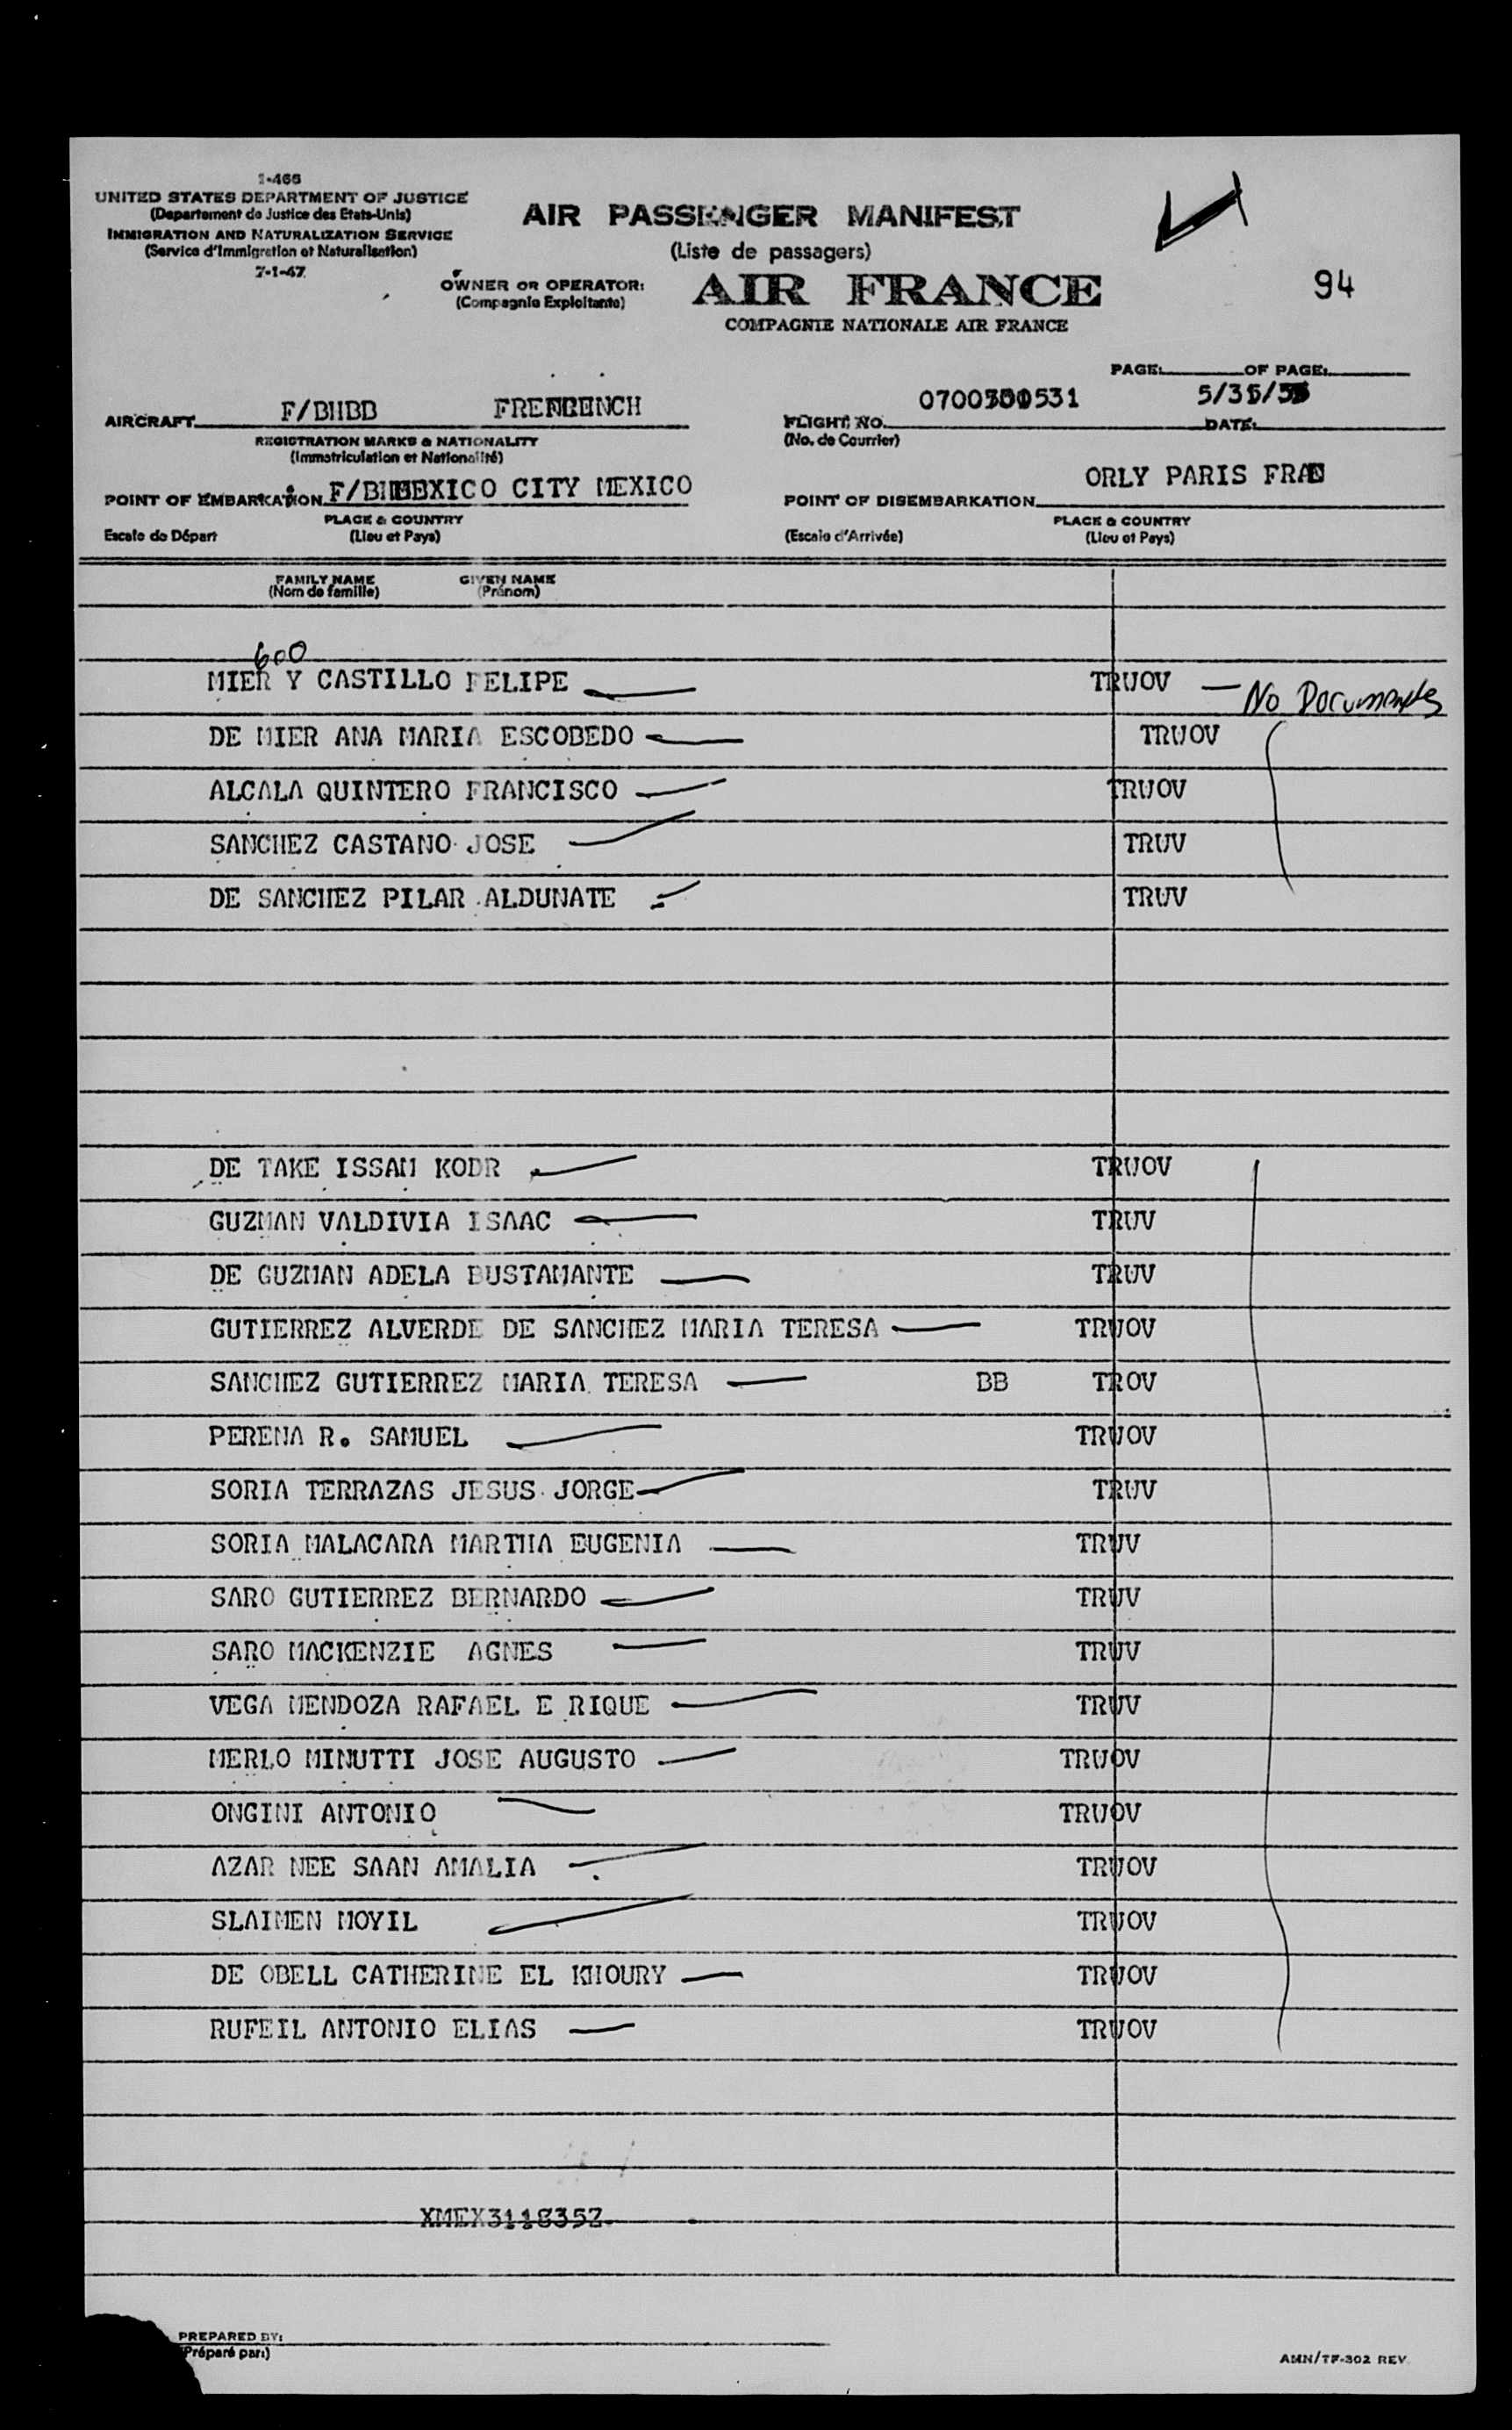 I-466
UNITED STATES DEPARTMENT OF JUSTICE
(Departement de Justice des Etats-Unis)
IMMIGRATION AND NATURALIZATION SERVICE
(Service d'Immigration et Naturalisation)
7-1-47
AIR PASSENGER MANIFEST
(Liste de passagers)
OWNER OR OPERATOR:
(Compagnie Exploitante)
AIR FRANCE
COMPAGNIE NATIONALE AIR FRANCE
94
PAGE: OF PAGE:
AIRCRAFT F/BHBD
REGISTRATION MARKS & NATIONALITY
(Immatriculation et Nationalité)
FLIGHT NO.
(No. de Courrier)
DATE:
POINT OF EMBARKATION MEXICO CITY MEXICO
PLACE & COUNTRY
Escale de Départ (Lieu et Pays)
POINT OF DISEMBARKATION ORLY PARIS
PLACE & COUNTRY
(Escale d'Arrivée) (Lieu et Pays)
FAMILY NAME GIVEN NAME
(Nom de famille) (Prénom)
600
MIER Y CASTILLO FELIPE TRUOV — No Documents
DE MIER ANA MARIA ESCOBEDO TRUOV
ALCALA QUINTERO FRANCISCO TRUOV
SANCHEZ CASTANO JOSE TRUV
DE SANCHEZ PILAR ALDUNATE TRUV
DE TAKE ISSAM KODR TRUOV
GUZMAN VALDIVIA ISAAC TRUV
DE GUZMAN ADELA BUSTAMANTE TRUV
GUTIERREZ ALVERDE DE SANCHEZ MARIA TERESA TRUOV
SANCHEZ GUTIERREZ MARIA TERESA BB TROV
PERENA R. SAMUEL TRUOV
SORIA TERRAZAS JESUS JORGE TRUV
SORIA MALACARA MARTHA EUGENIA TRUV
SARO GUTIERREZ BERNARDO TRUV
SARO MACKENZIE AGNES TRUV
VEGA MENDOZA RAFAEL E RIQUE TRUV
MERLO MINUTTI JOSE AUGUSTO TRUOV
ONGINI ANTONIO TRUOV
AZAR NEE SAAN AMALIA TRUOV
SLAIMEN MOYIL TRUOV
DE OBELL CATHERINE EL KHOURY TRUOV
RUFEIL ANTONIO ELIAS TRUOV
XMEX311835Z
PREPARED BY:
(Préparé par:)
AMN/TF-302 REV.